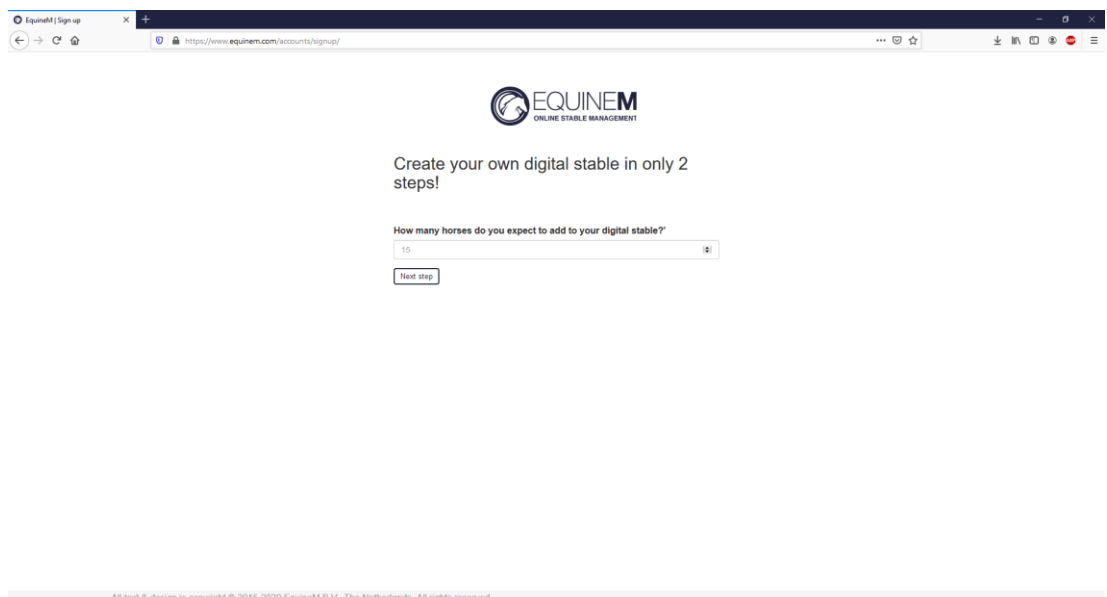 EquineM | Sign up
https://www.equinem.com/accounts/signup/
EQUINEM
ONLINE STABLE MANAGEMENT
Create your own digital stable in only 2
steps!
How many horses do you expect to add to your digital stable?*
15
Next step
All text & design is copyright © 2015-2020 EquineM B.V., The Netherlands. All rights reserved.